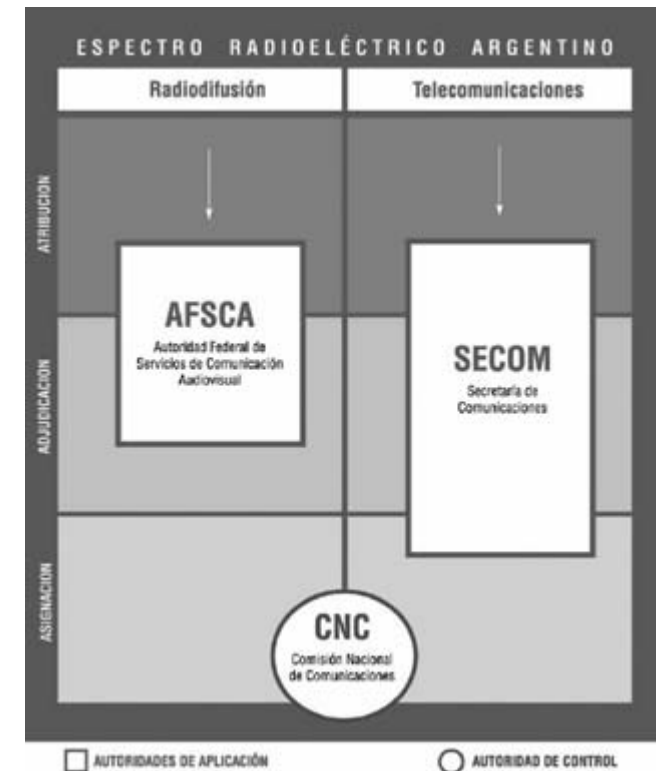 ESPECTRO RADIOELÉCTRICO ARGENTINO
Radiodifusión
Telecomunicaciones
ATRIBUCION
AFSCA
Autoridad Federal de
Servicios de Comunicación
Audiovisual
SECOM
Secretaría de
Comunicaciones
ADJUDICACION
ASIGNACION
CNC
Comisión Nacional
de Comunicaciones
AUTORIDADES DE APLICACIÓN
AUTORIDAD DE CONTROL